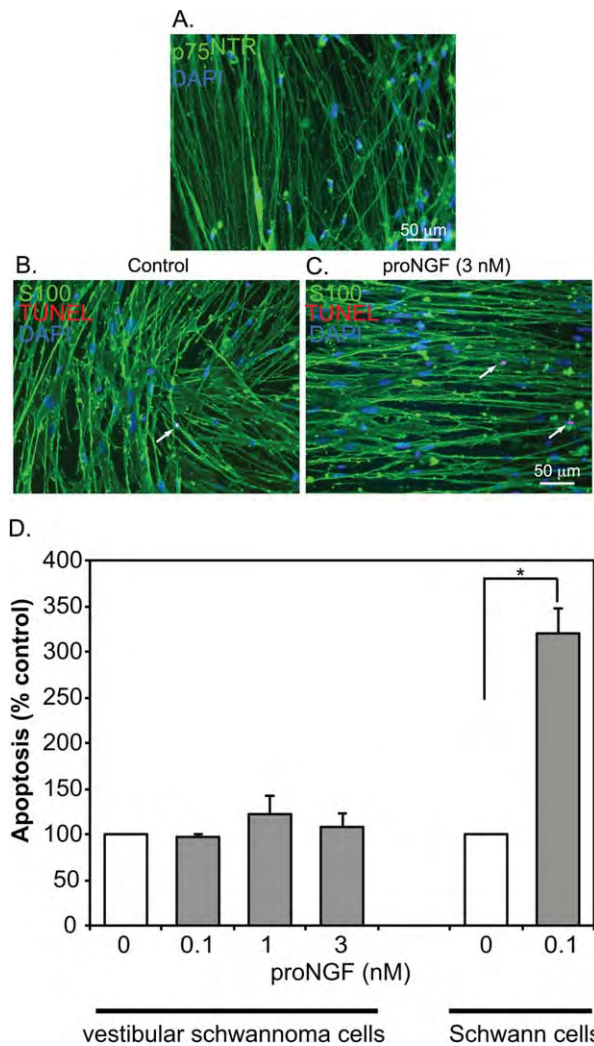 A.
p75NTR
DAPI
50 μm
B.
Control
C.
proNGF (3 nM)
S100
TUNEL
DAPI
S100
TUNEL
DAPI
50 μm
D.
400
350
300
250
200
150
100
50
0
Apoptosis (% control)
*
0
0.1
1
3
0
0.1
proNGF (nM)
vestibular schwannoma cells
Schwann cells